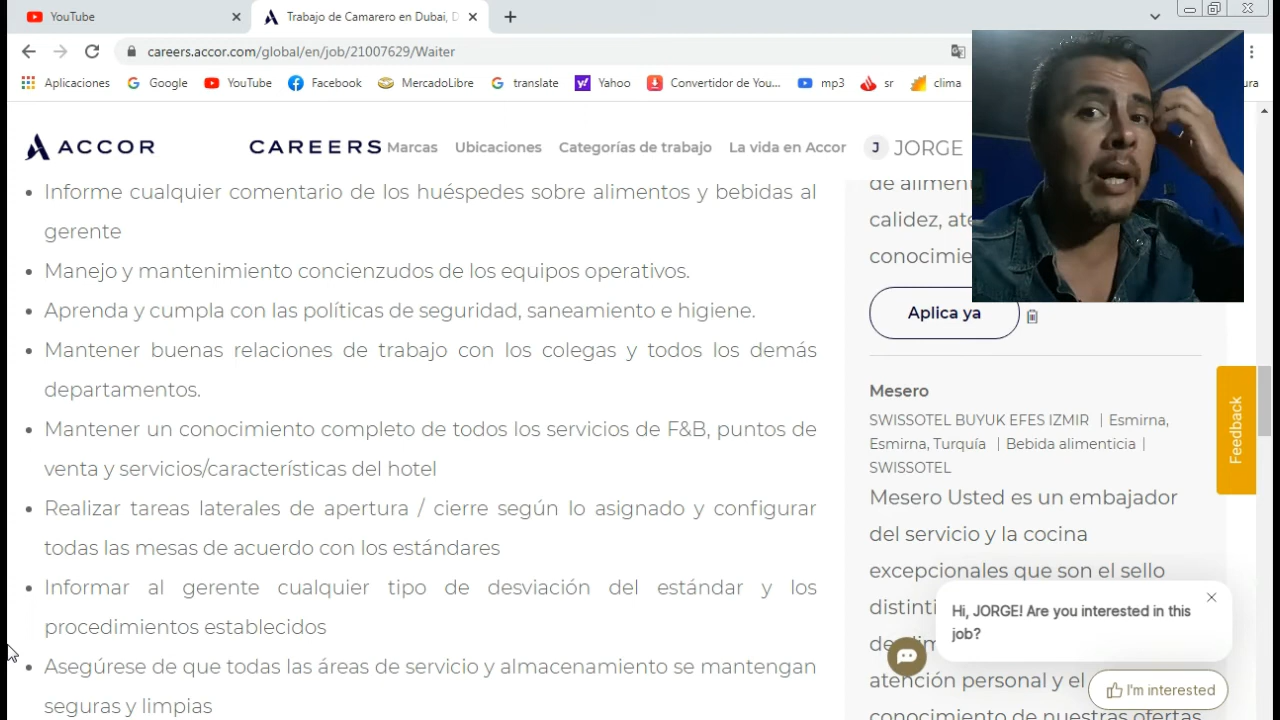 YouTube
Trabajo de Camarero en Dubai, D
careers.accor.com/global/en/job/21007629/Waiter
Aplicaciones Google YouTube Facebook MercadoLibre translate Yahoo Convertidor de You... mp3 sr clima
ACCOR CAREERS Marcas Ubicaciones Categorías de trabajo La vida en Accor J JORGE
Informe cualquier comentario de los huéspedes sobre alimentos y bebidas al
gerente
Manejo y mantenimiento concienzudos de los equipos operativos.
Aprenda y cumpla con las políticas de seguridad, saneamiento e higiene.
Mantener buenas relaciones de trabajo con los colegas y todos los demás
departamentos.
Mantener un conocimiento completo de todos los servicios de F&B, puntos de
venta y servicios/características del hotel
Realizar tareas laterales de apertura / cierre según lo asignado y configurar
todas las mesas de acuerdo con los estándares
Informar al gerente cualquier tipo de desviación del estándar y los
procedimientos establecidos
Asegúrese de que todas las áreas de servicio y almacenamiento se mantengan
seguras y limpias
calidez,
Aplica ya
Mesero
SWISSOTEL BUYUK EFES IZMIR | Esmirna,
Esmirna, Turquía | Bebida alimenticia |
SWISSOTEL
Mesero Usted es un embajador
del servicio y la cocina
excepcionales que son el sello
atención personal y el
conocimiento de nuestras ofertas
Feedback
Hi, JORGE! Are you interested in this
job?
I'm interested